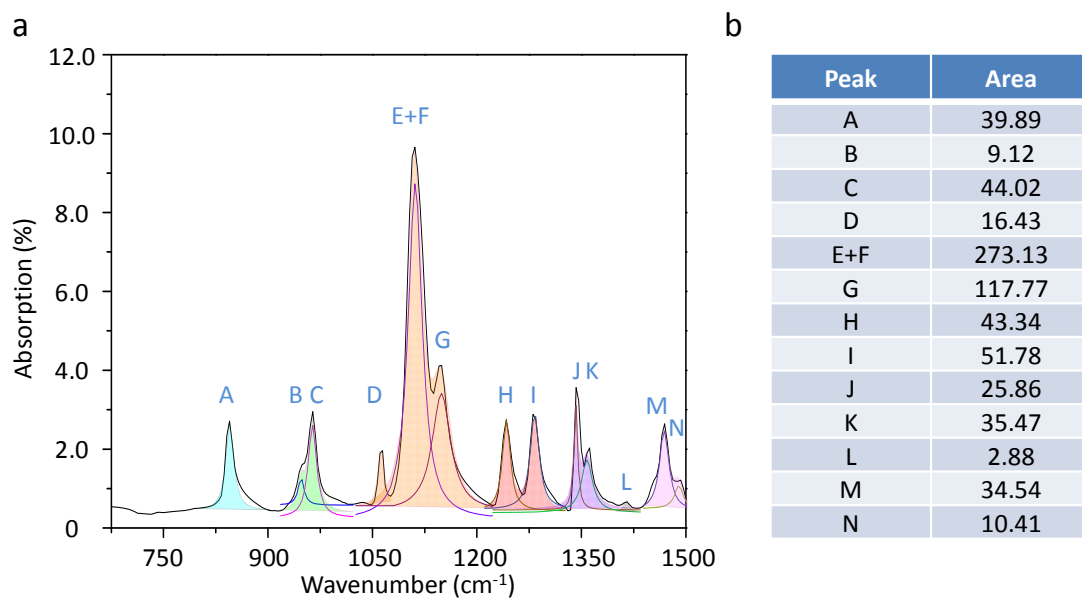 a
b
12.0
10.0
8.0
6.0
4.0
2.0
0
Absorption (%)
A
B
C
D
E+F
G
H
I
J
K
L
M
N
750
900
1050
1200
1350
1500
Wavenumber (cm-1)
Peak Area
A 39.89
B 9.12
C 44.02
D 16.43
E+F 273.13
G 117.77
H 43.34
I 51.78
J 25.86
K 35.47
L 2.88
M 34.54
N 10.41